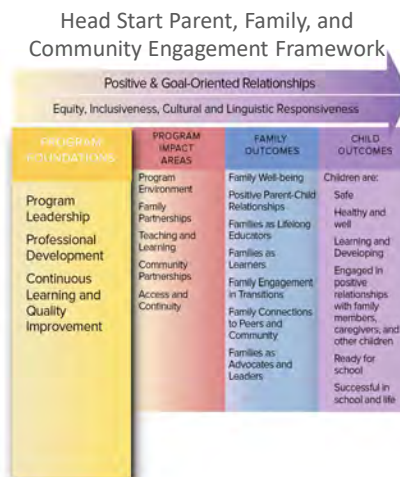 Head Start Parent, Family, and
Community Engagement Framework
Positive & Goal-Oriented Relationships
Equity, Inclusiveness, Cultural and Linguistic Responsiveness
PROGRAM
FOUNDATIONS
Program
Leadership
Professional
Development
Continuous
Learning and
Quality
Improvement
PROGRAM
IMPACT
AREAS
Program
Environment
Family
Partnerships
Teaching and
Learning
Community
Partnerships
Access and
Continuity
FAMILY
OUTCOMES
Family Well-being
Positive Parent-Child
Relationships
Families as Lifelong
Educators
Families as
Learners
Family Engagement
in Transitions
Family Connections
to Peers and
Community
Families as
Advocates and
Leaders
CHILD
OUTCOMES
Children are:
Safe
Healthy and
well
Learning and
Developing
Engaged in
positive
relationships
with family
members,
caregivers, and
other children
Ready for
school
Successful in
school and life